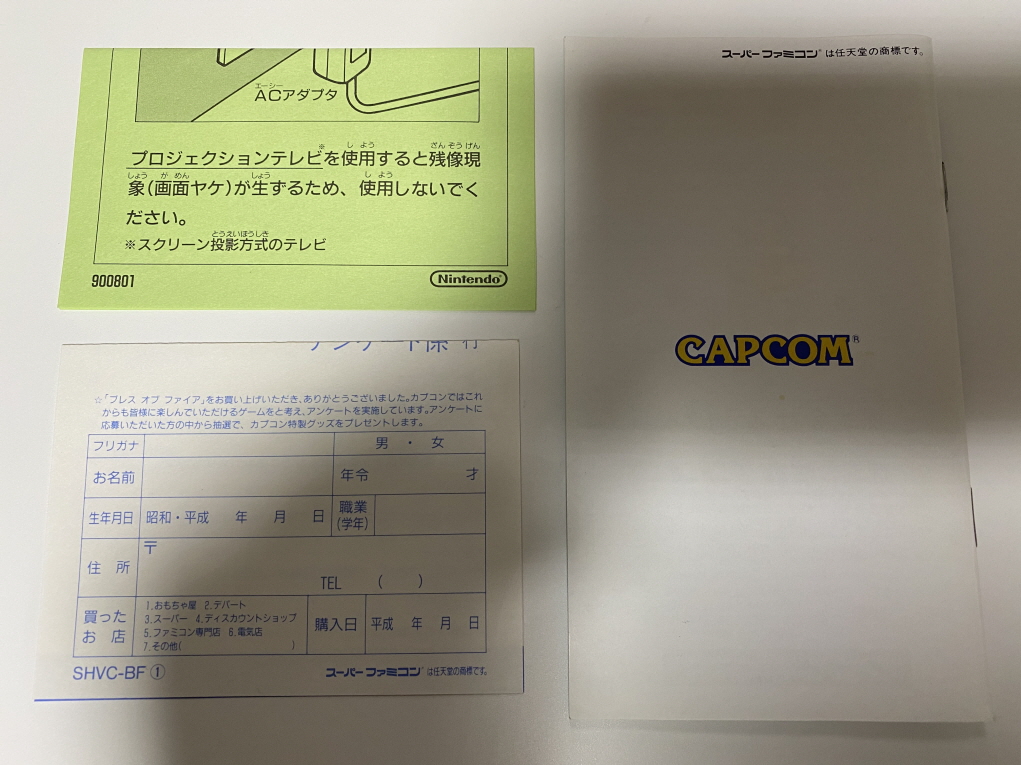 エーシー
ACアダプタ
プロジェクションテレビ※を使用すると残像現
象(画面ヤケ)が生ずるため、使用しないでく
ださい。
※スクリーン投影方式のテレビ
900801
Nintendo
☆「ブレス オブ ファイア」をお買い上げいただき、ありがとうございました。カプコンではこれ
からも皆様に楽しんでいただけるゲームをと考え、アンケートを実施しています。アンケートに
応募いただいた方の中から抽選で、カプコン特製グッズをプレゼントします。
フリガナ 男・女
お名前 年令 才
生年月日 昭和・平成 年 月 日 職業(学年)
住所 〒
TEL ( )
買ったお店
1.おもちゃ屋 2.デパート
3.スーパー 4.ディスカウントショップ
5.ファミコン専門店 6.電気店
7.その他( )
購入日 平成 年 月 日
SHVC-BF ①
スーパーファミコン®は任天堂の商標です。
スーパーファミコン®は任天堂の商標です。
CAPCOM®